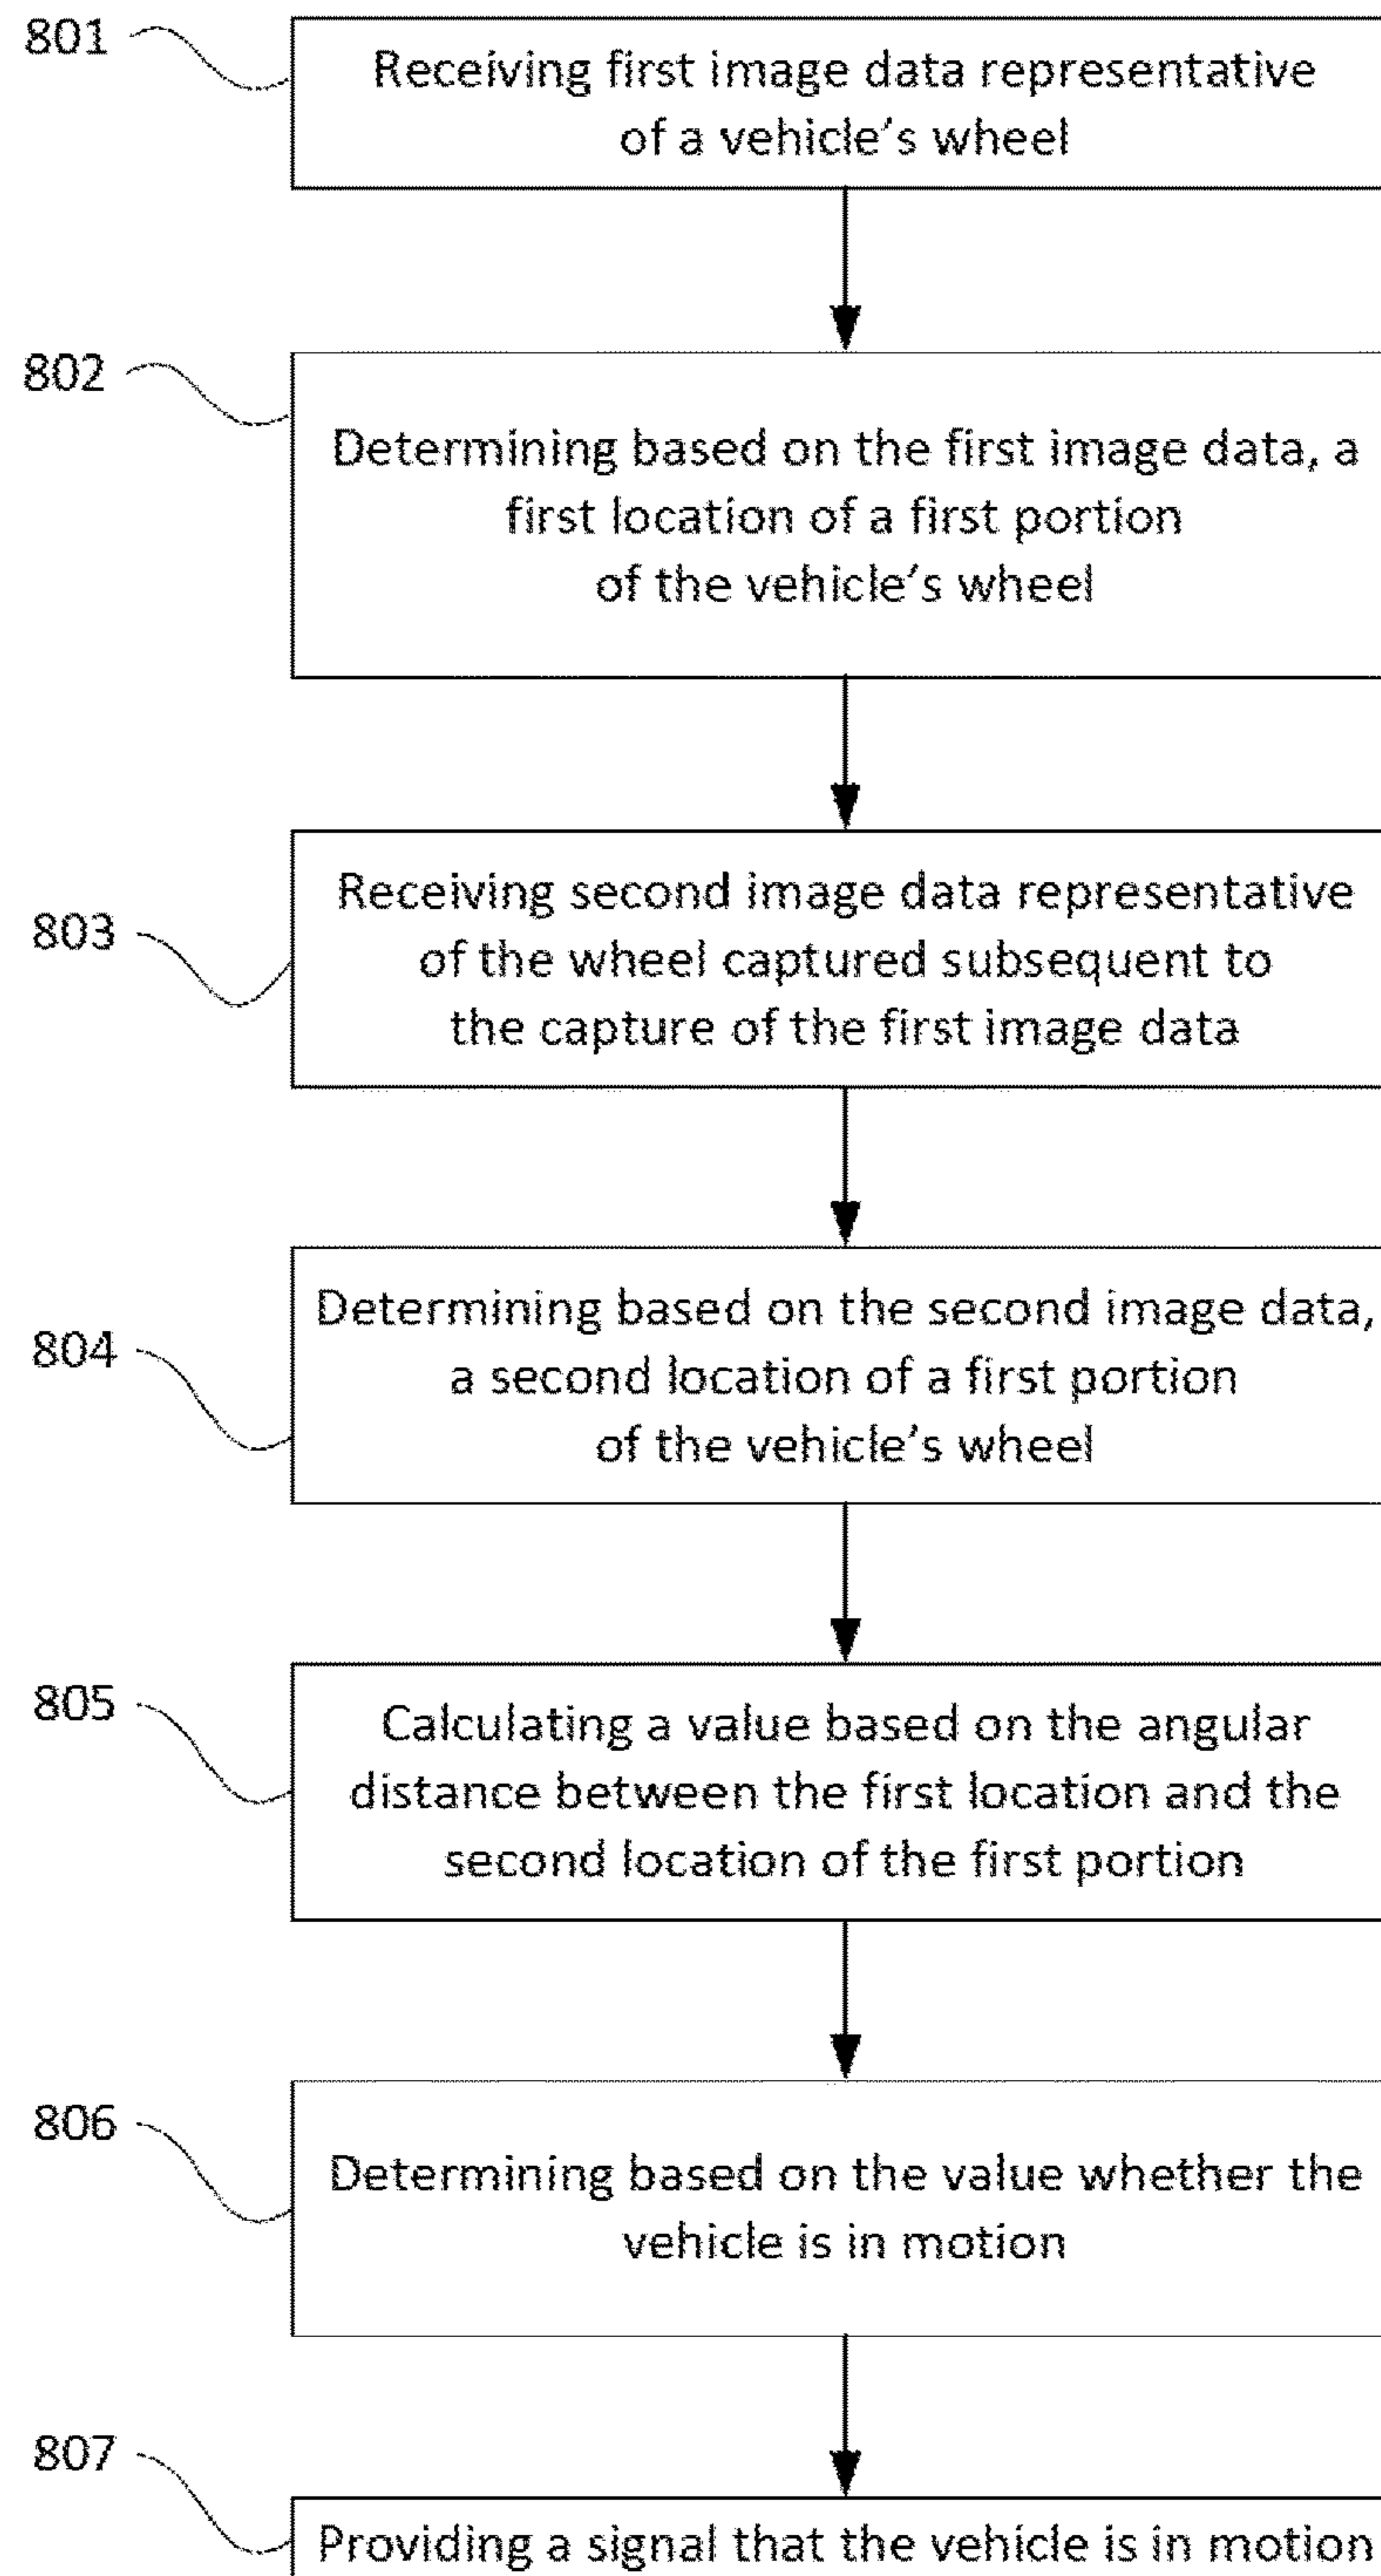 801
Receiving first image data representative
of a vehicle's wheel
802
Determining based on the first image data, a
first location of a first portion
of the vehicle's wheel
803
Receiving second image data representative
of the wheel captured subsequent to
the capture of the first image data
804
Determining based on the second image data,
a second location of a first portion
of the vehicle's wheel
805
Calculating a value based on the angular
distance between the first location and the
second location of the first portion
806
Determining based on the value whether the
vehicle is in motion
807
Providing a signal that the vehicle is in motion